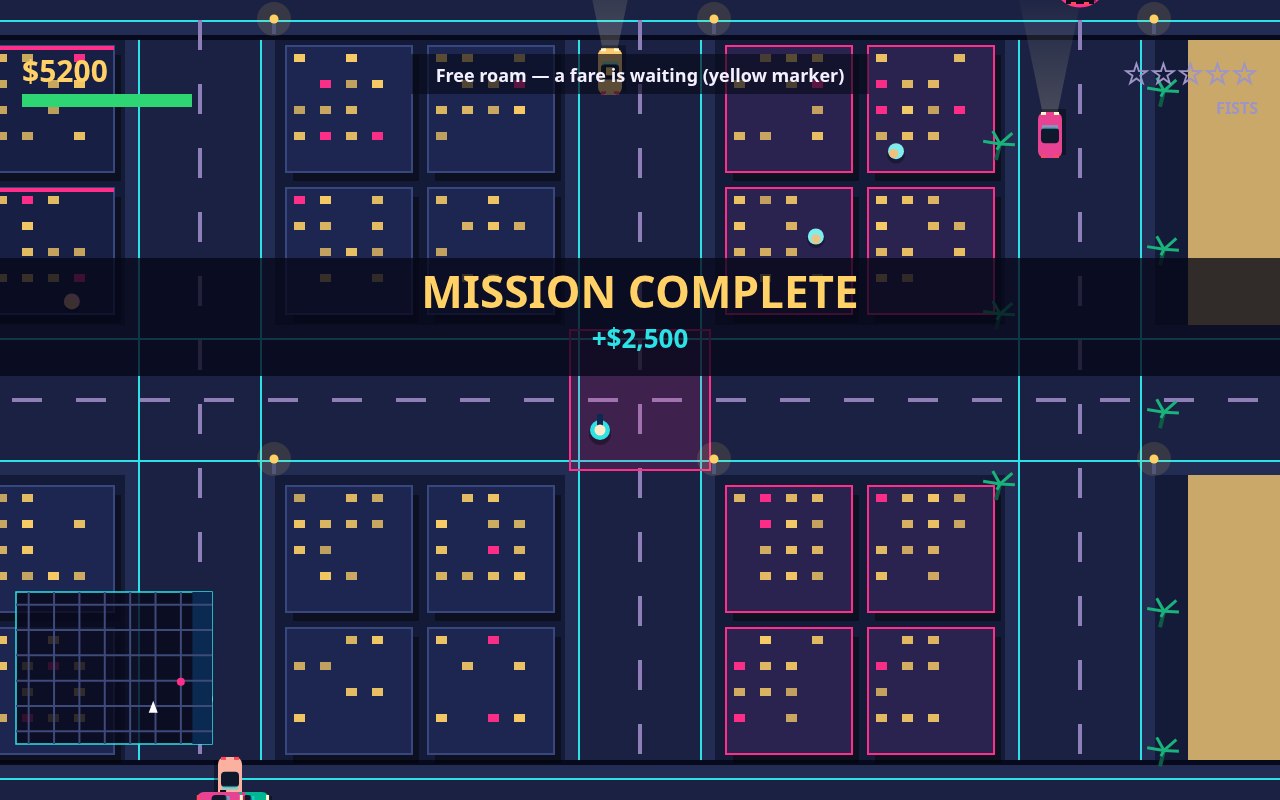 $5200
Free roam — a fare is waiting (yellow marker)
FISTS
MISSION COMPLETE
+$2,500